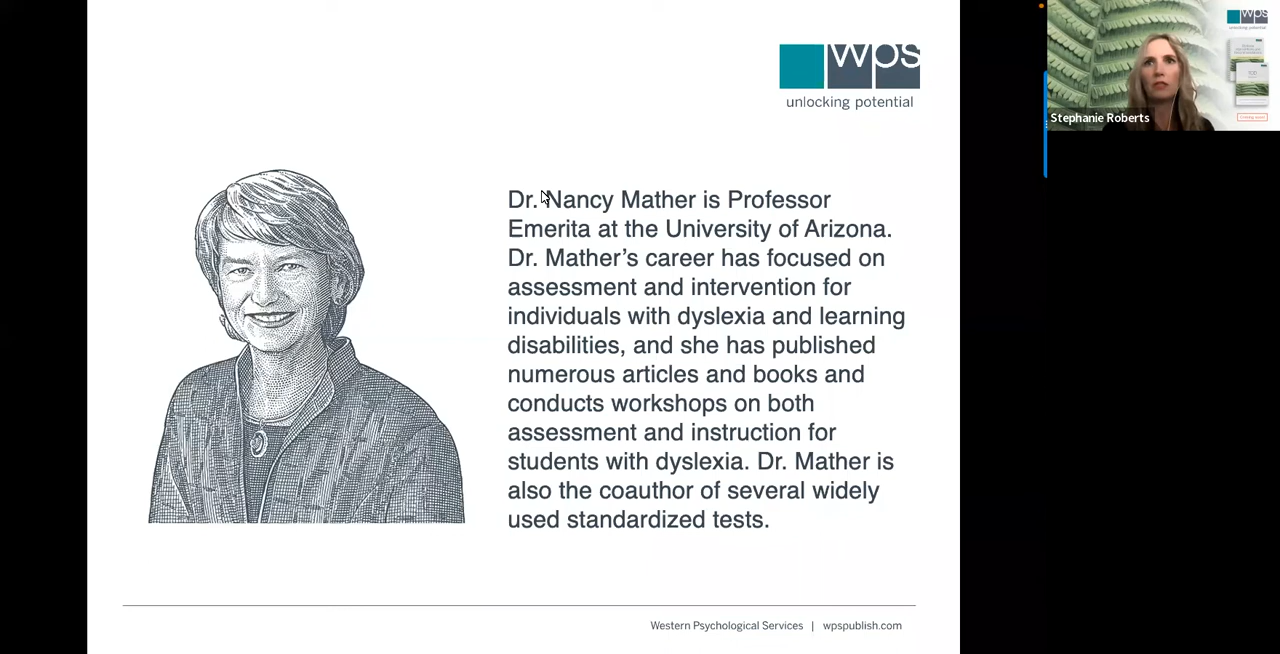 wps
unlocking potential
Dr. Nancy Mather is Professor
Emerita at the University of Arizona.
Dr. Mather’s career has focused on
assessment and intervention for
individuals with dyslexia and learning
disabilities, and she has published
numerous articles and books and
conducts workshops on both
assessment and instruction for
students with dyslexia. Dr. Mather is
also the coauthor of several widely
used standardized tests.
Western Psychological Services | wpspublish.com
wps
unlocking potential
Stephanie Roberts